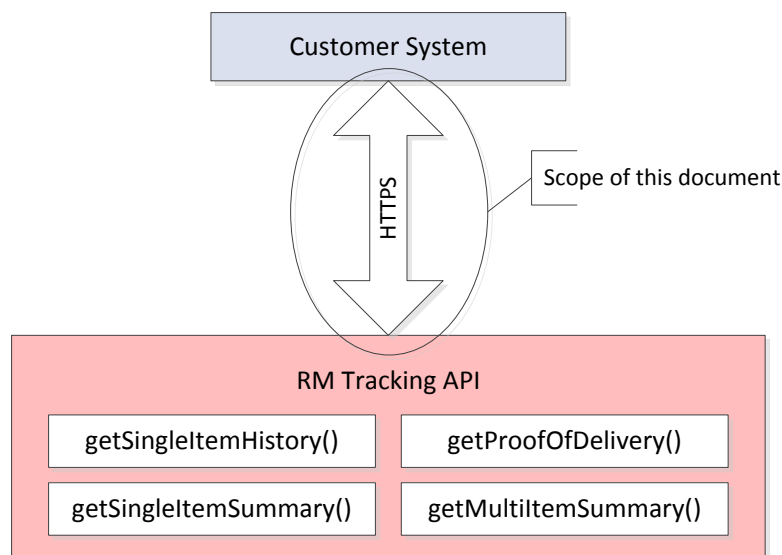 Customer System
HTTPS
Scope of this document
RM Tracking API
getSingleItemHistory()
getProofOfDelivery()
getSingleItemSummary()
getMultiItemSummary()